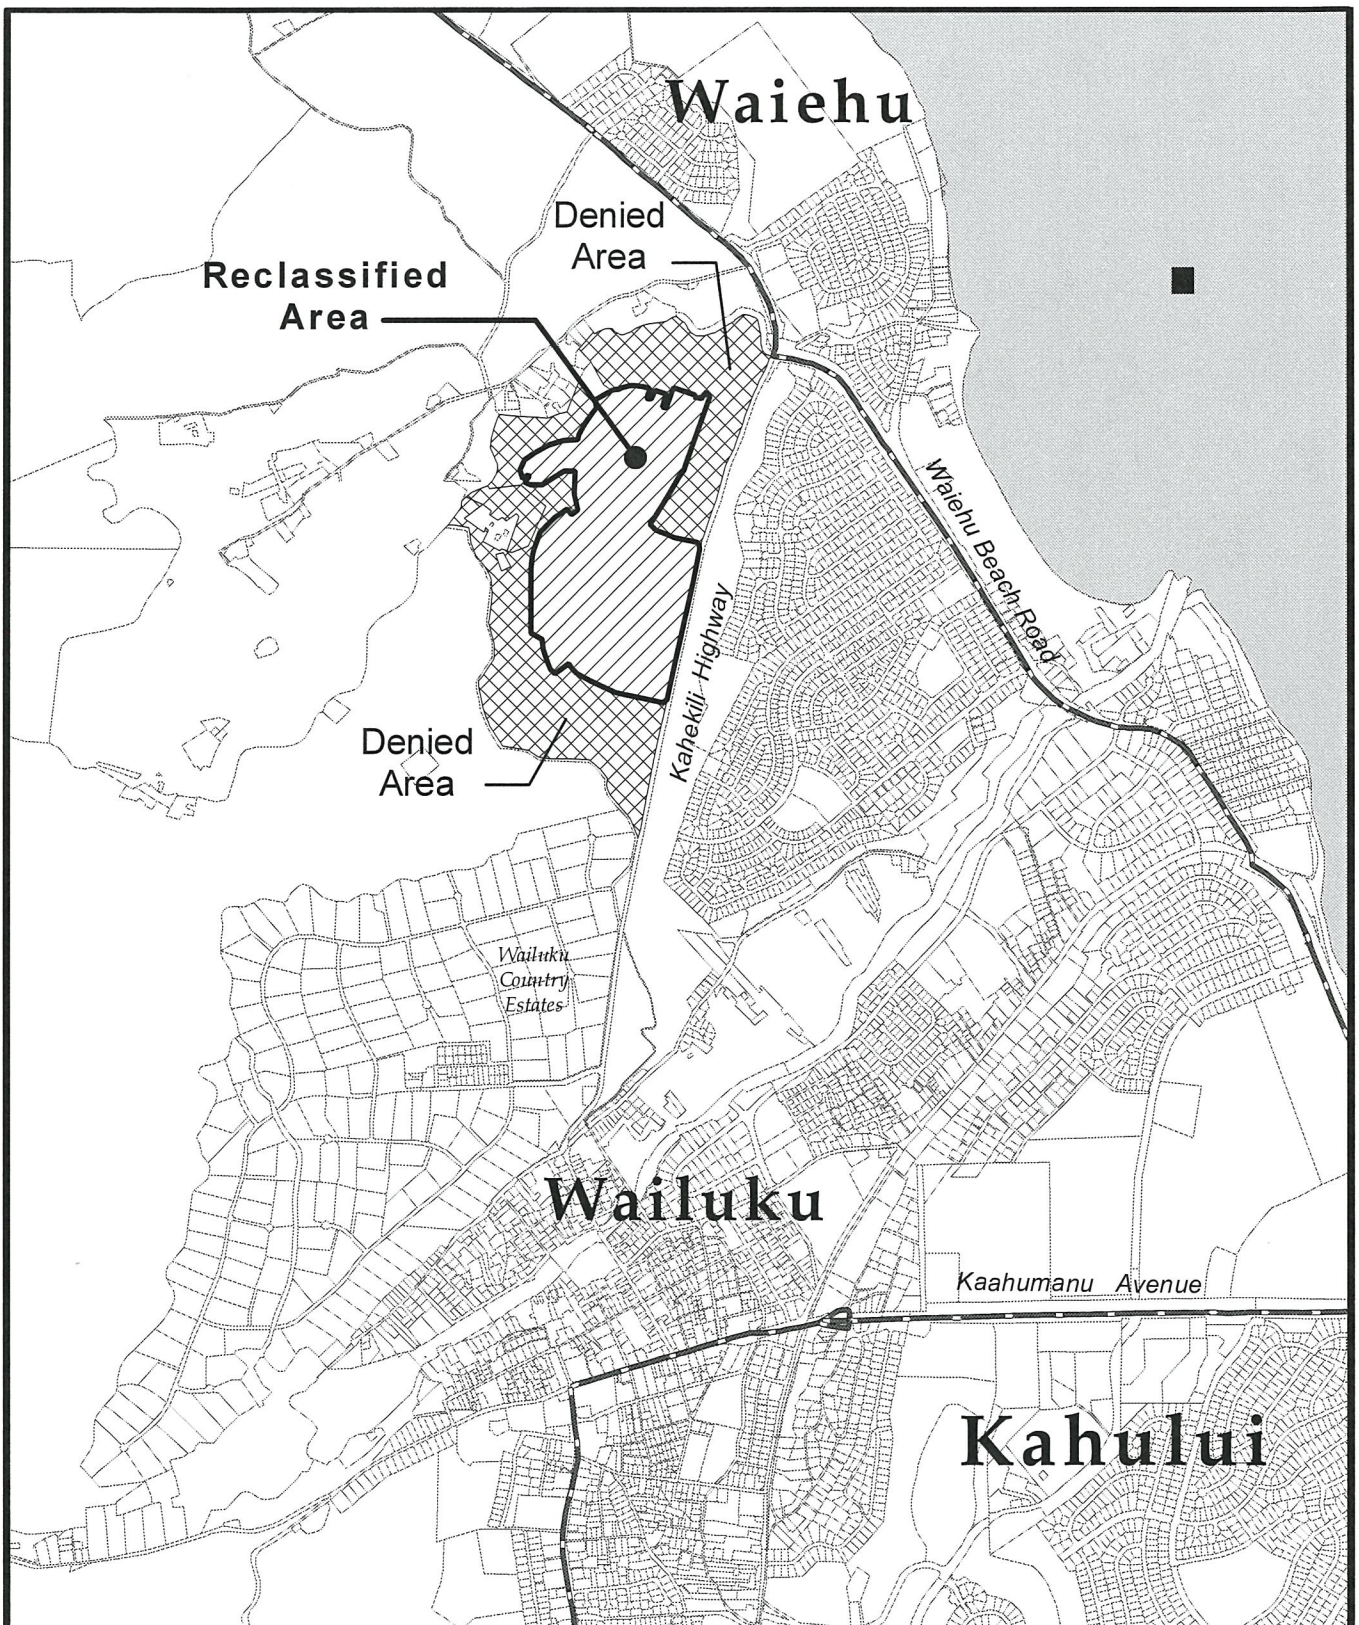 Waiehu
Denied
Area
Reclassified
Area
Waiehu Beach Road
Kahekili Highway
Denied
Area
Wailuku
Country
Estates
Wailuku
Kaahumanu Avenue
Kahului